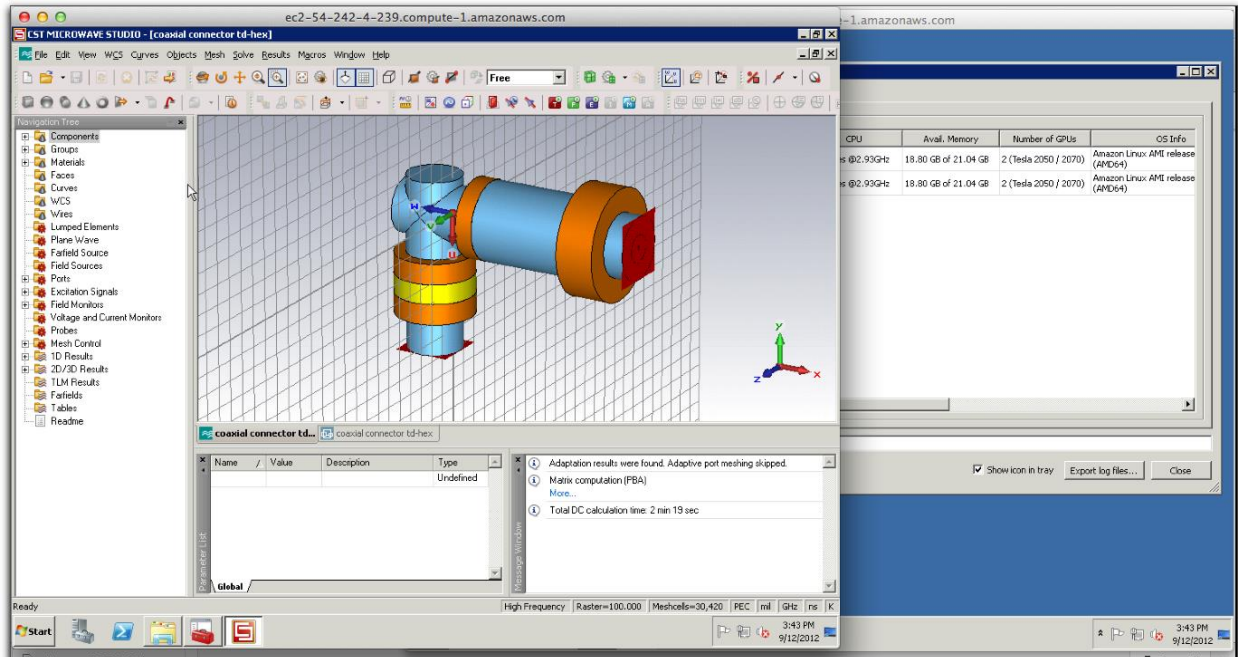 ec2-54-242-4-239.compute-1.amazonaws.com
-1.amazonaws.com
CST MICROWAVE STUDIO - [coaxial connector td-hex]
File Edit View WCS Curves Objects Mesh Solve Results Macros Window Help
Free
Navigation Tree
Components
Groups
Materials
Faces
Curves
WCS
Wires
Lumped Elements
Plane Wave
Farfield Source
Field Sources
Ports
Excitation Signals
Field Monitors
Voltage and Current Monitors
Probes
Mesh Control
1D Results
2D/3D Results
TLM Results
Farfields
Tables
Readme
W
V
U
y
x
z
coaxial connector td... coaxial connector td-hex
Parameter List
Name / Value Description Type
Undefined
Global
Message Window
Adaptation results were found. Adaptive port meshing skipped.
Matrix computation (PBA)
More...
Total DC calculation time: 2 min 19 sec
Ready High Frequency Raster=100.000 Meshcells=30,420 PEC mil GHz ns K
Start
3:43 PM
9/12/2012
CPU Avail. Memory Number of GPUs OS Info
s @2.93GHz 18.80 GB of 21.04 GB 2 (Tesla 2050 / 2070) Amazon Linux AMI release
(AMD64)
s @2.93GHz 18.80 GB of 21.04 GB 2 (Tesla 2050 / 2070) Amazon Linux AMI release
(AMD64)
Show icon in tray Export log files... Close
3:43 PM
9/12/2012